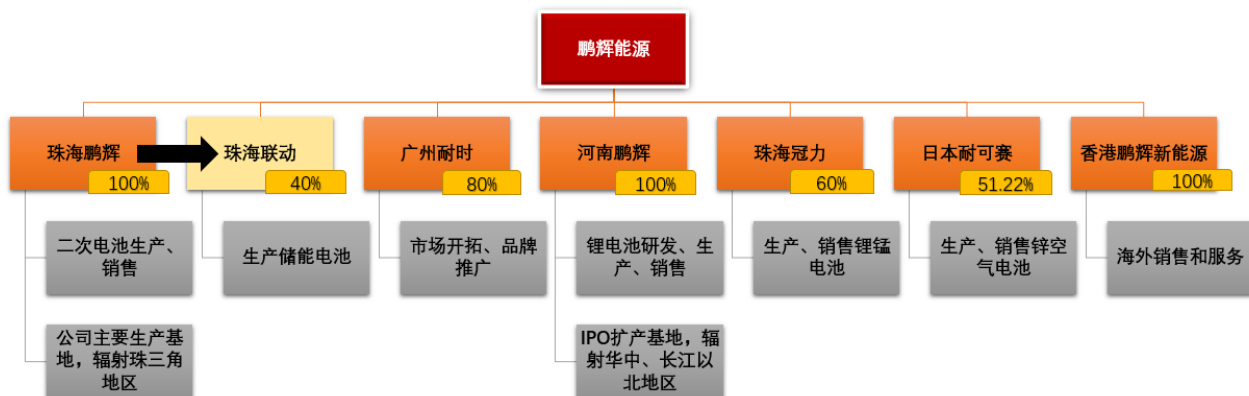 鹏辉能源
珠海鹏辉
100%
珠海联动
40%
广州耐时
80%
河南鹏辉
100%
珠海冠力
60%
日本耐可赛
51.22%
香港鹏辉新能源
100%
二次电池生产、
销售
生产储能电池
市场开拓、品牌
推广
锂电池研发、生
产、销售
生产、销售锂锰
电池
生产、销售锌空
气电池
海外销售和服务
公司主要生产基
地，辐射珠三角
地区
IPO扩产基地，辐
射华中、长江以
北地区